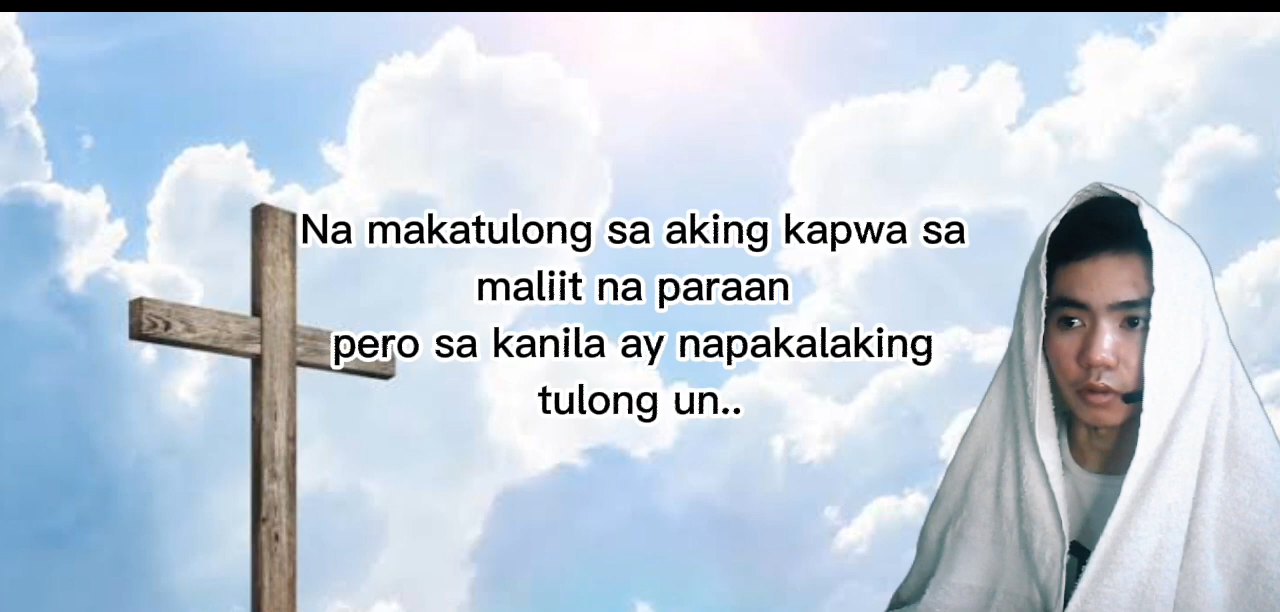 Na makatulong sa aking kapwa sa
maliit na paraan
pero sa kanila ay napakalaking
tulong un..